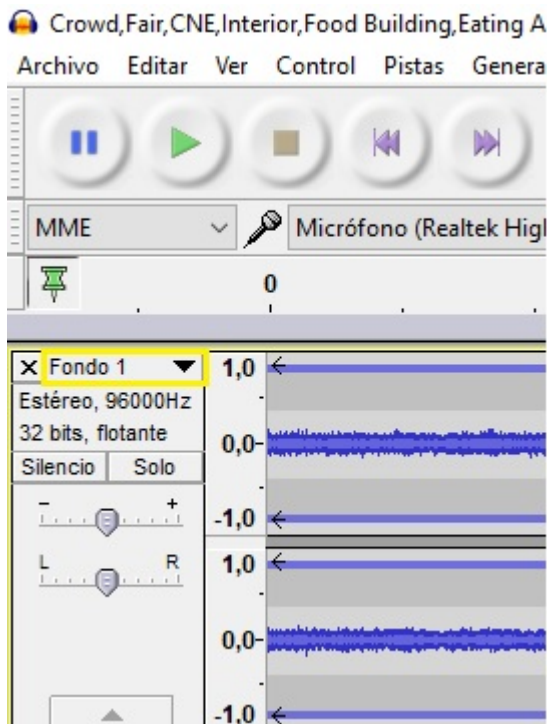 Crowd,Fair,CNE,Interior,Food Building,Eating A
Archivo Editar Ver Control Pistas Genera
MME Micrófono (Realtek Higl
0
X Fondo 1 1,0
Estéreo, 96000Hz
32 bits, flotante
0,0-
Silencio Solo
- +
-1,0
L R
1,0
0,0-
-1,0